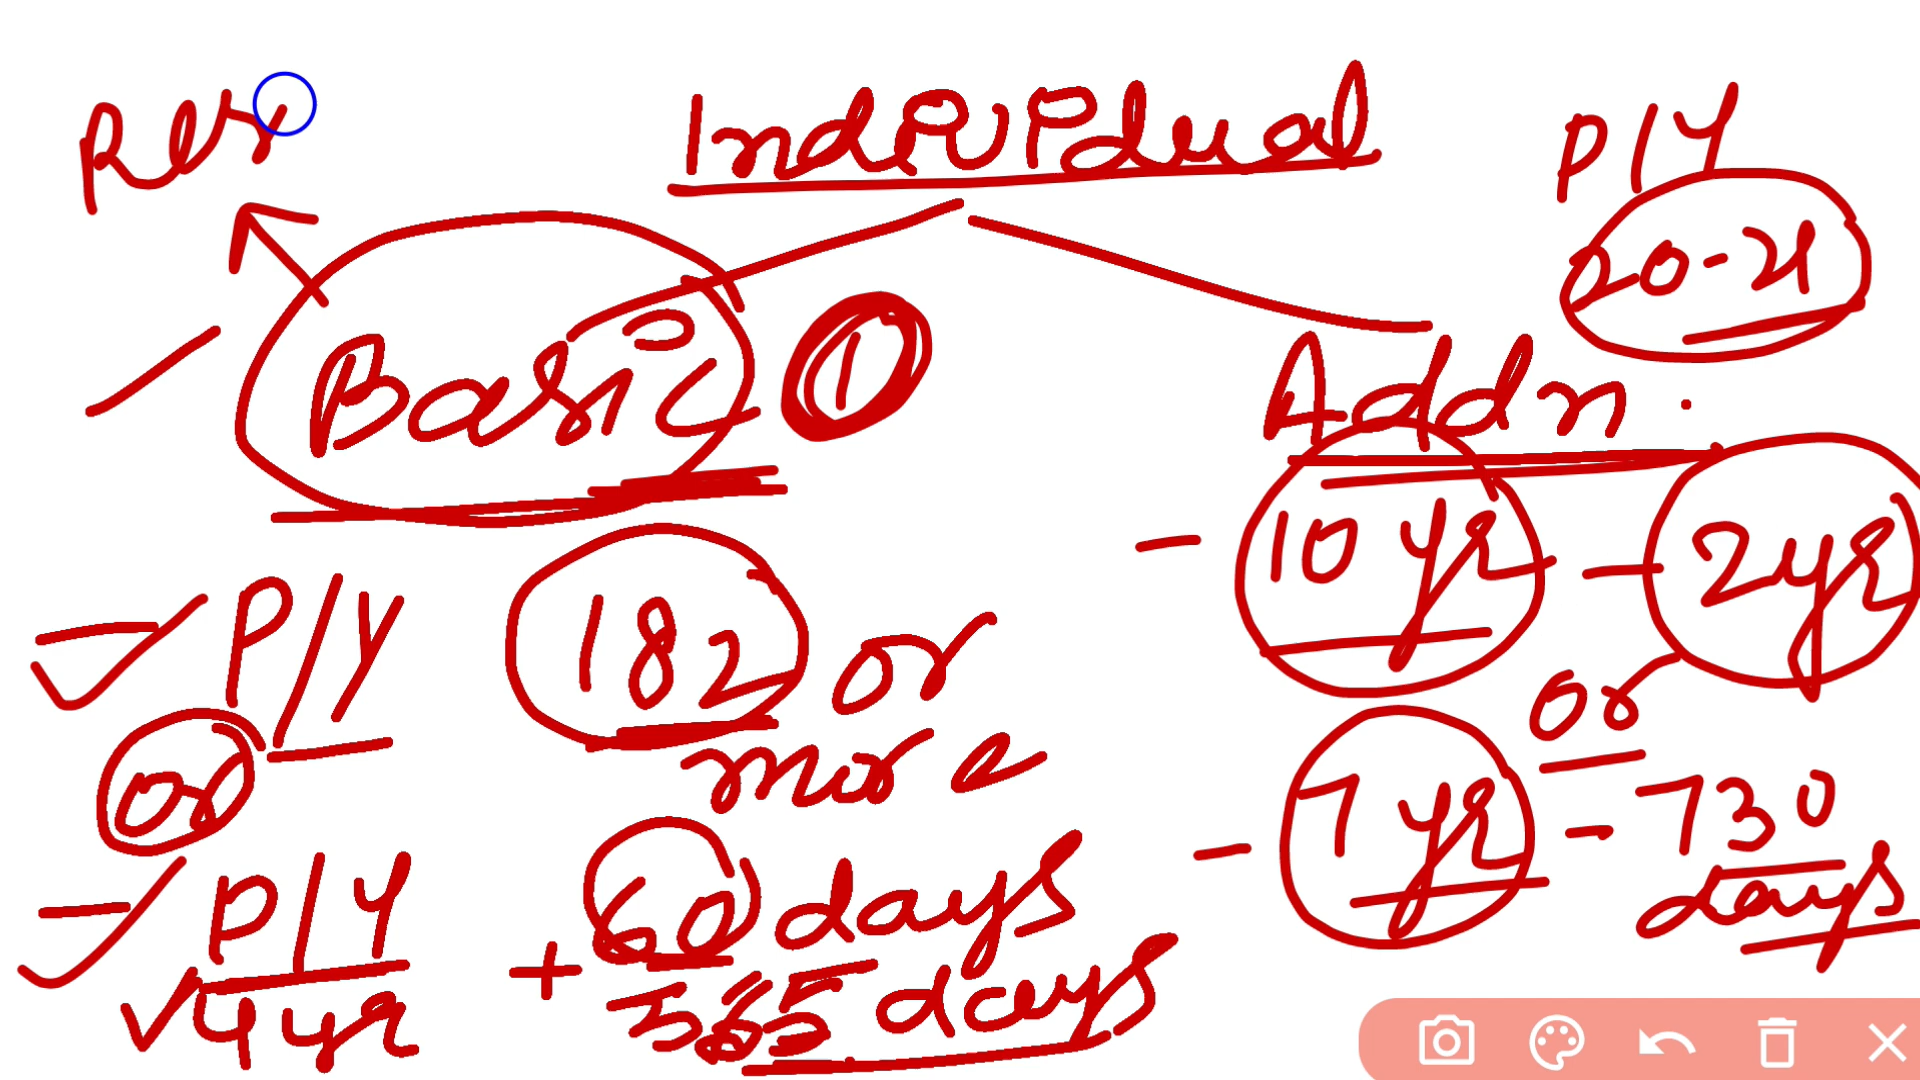 Res
Individual
P/Y
20-21
Basic 1
Addn.
- 10 yr - 2 yr
P/Y 182 or more
or
or
- 7 yr - 730 days
P/Y 60 days
+
4 yr 365 days